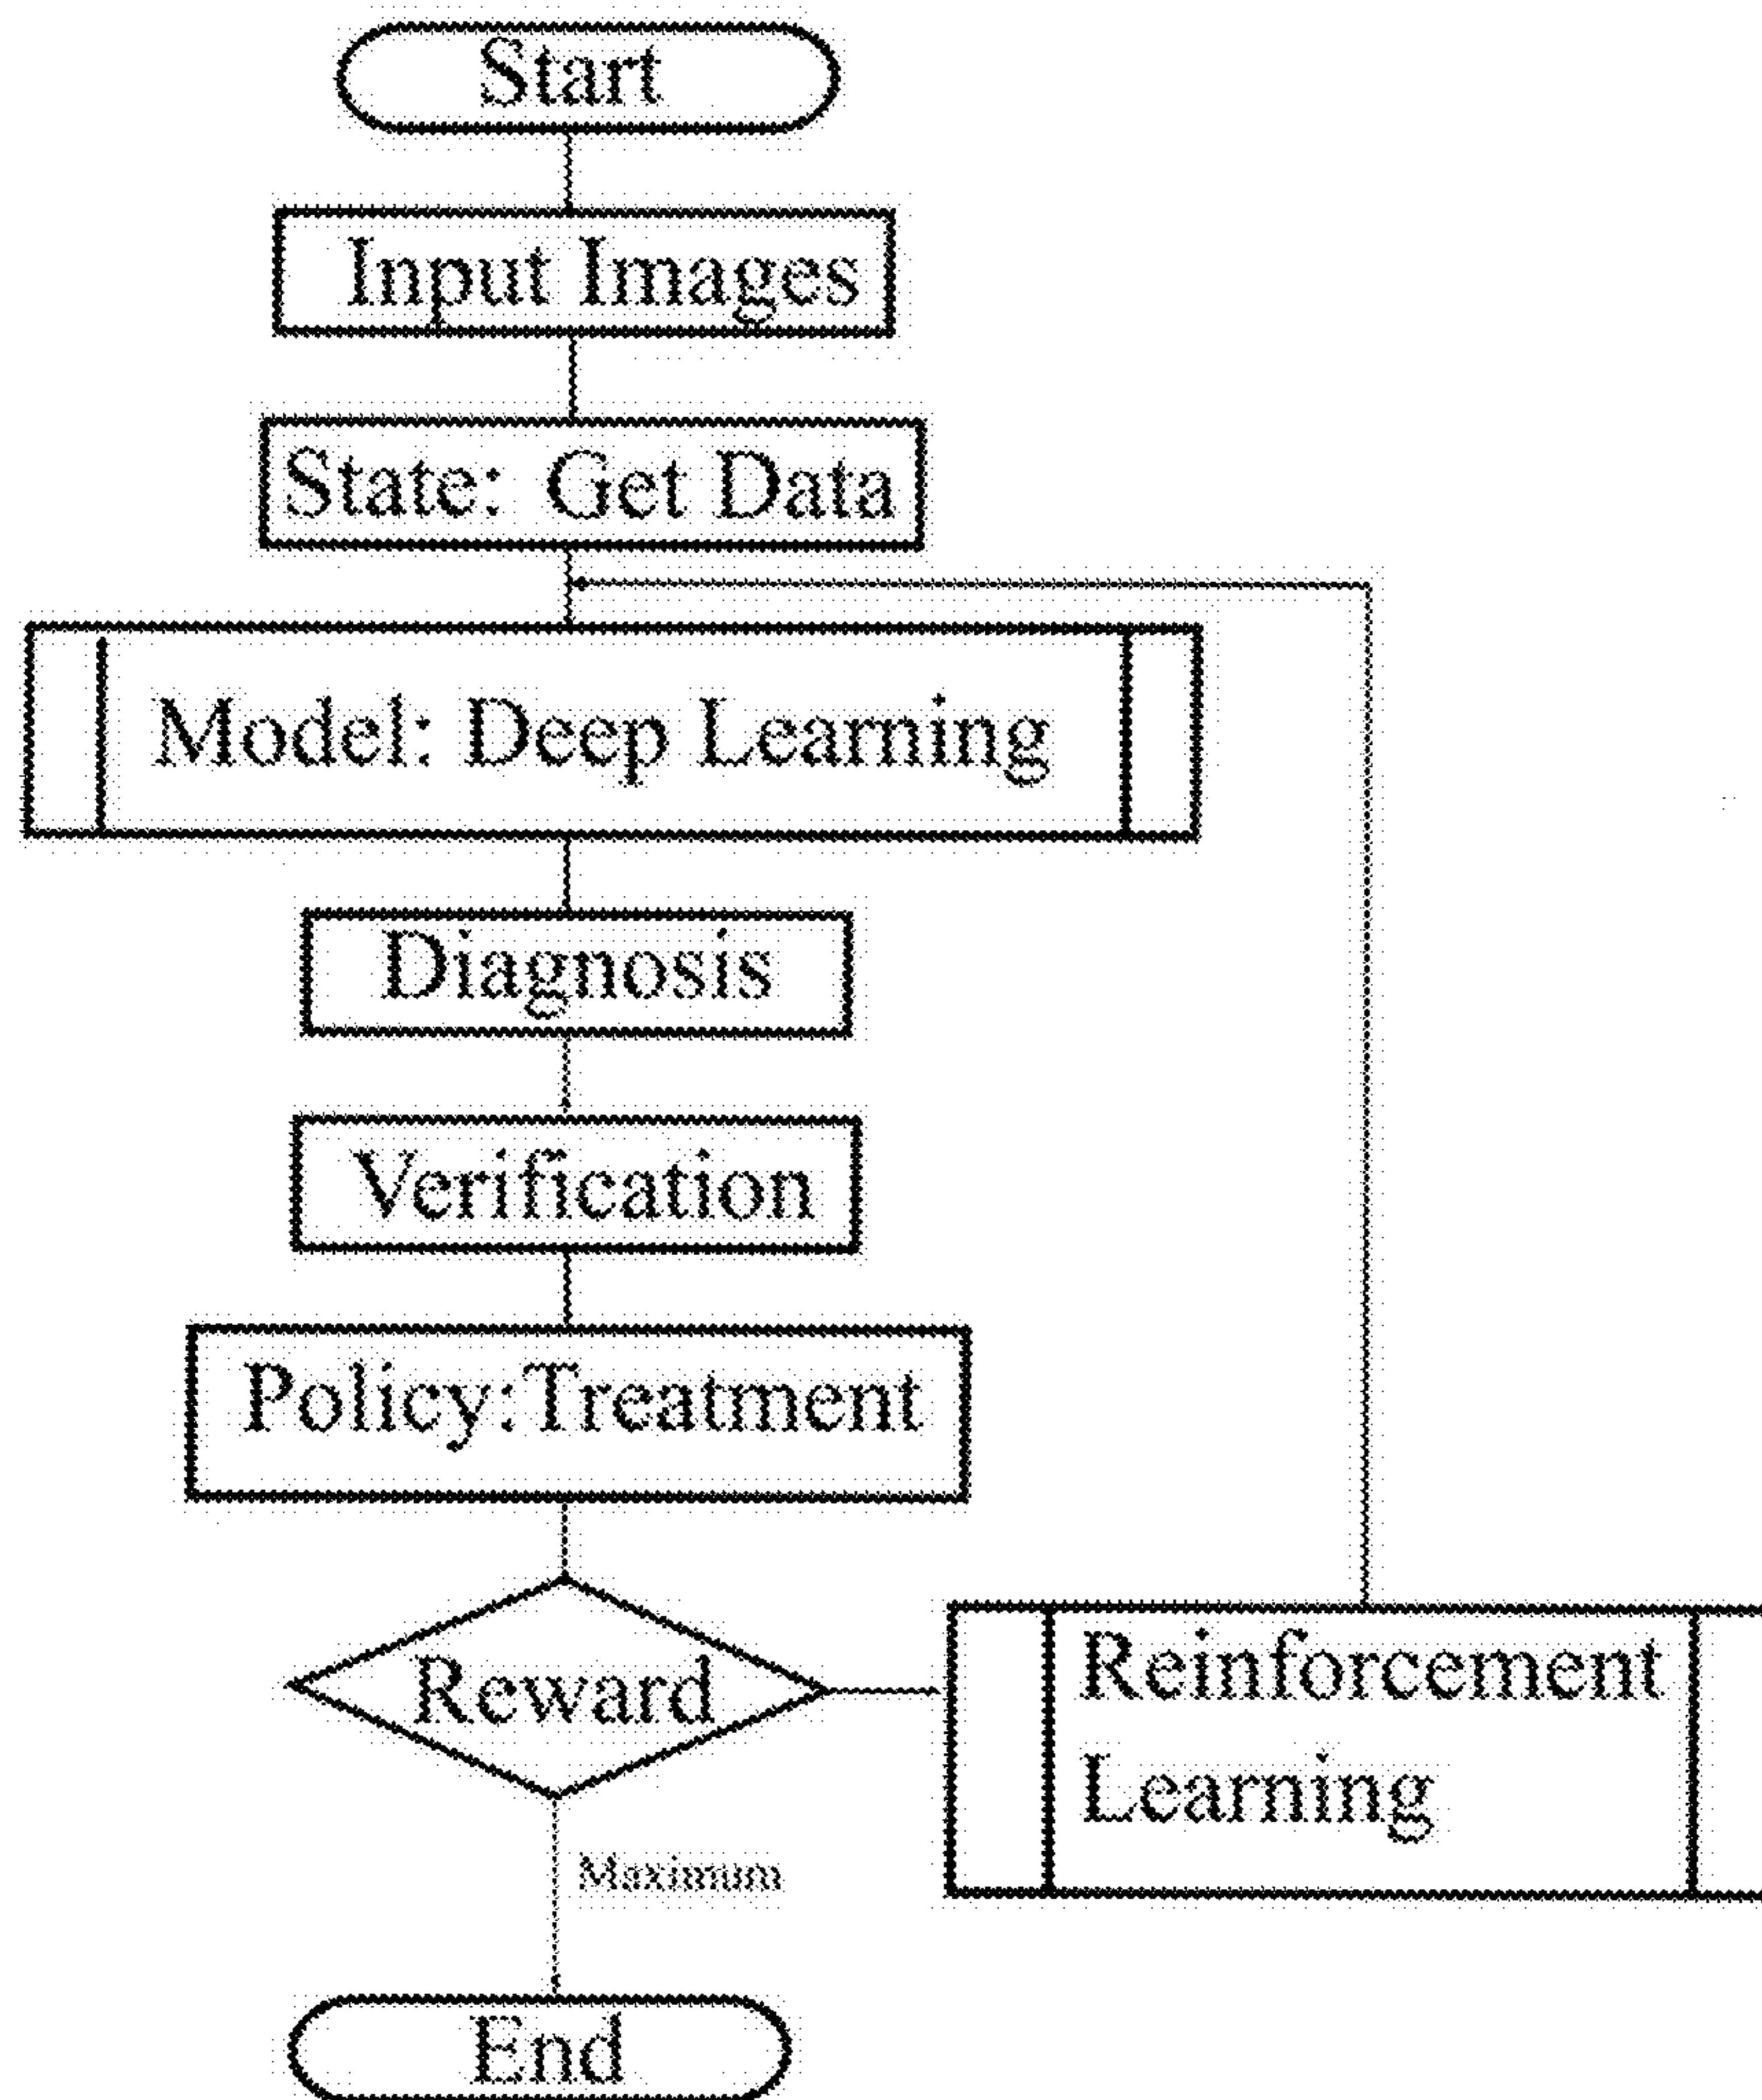 Start
Input Images
State: Get Data
Model: Deep Learning
Diagnosis
Verification
Policy:Treatment
Reward
Reinforcement
Learning
Maximum
End